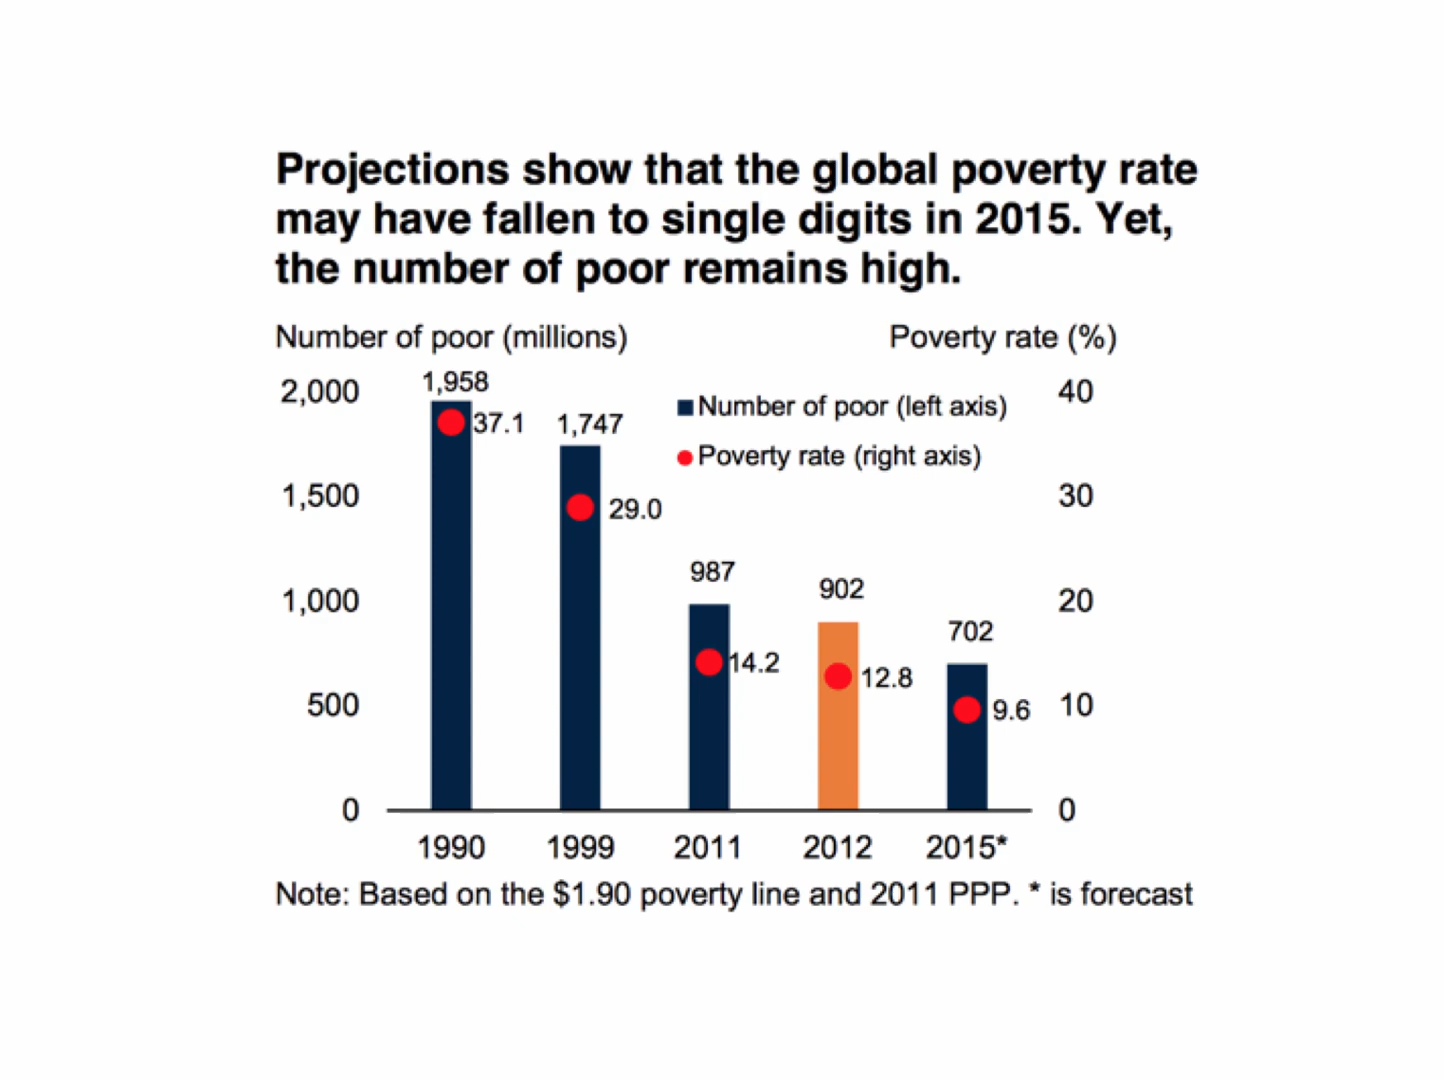 Projections show that the global poverty rate
may have fallen to single digits in 2015. Yet,
the number of poor remains high.
Number of poor (millions)
Poverty rate (%)
2,000
1,500
1,000
500
0
1,958
37.1
1,747
29.0
987
14.2
902
12.8
702
9.6
Number of poor (left axis)
Poverty rate (right axis)
40
30
20
10
0
1990 1999 2011 2012 2015*
Note: Based on the $1.90 poverty line and 2011 PPP. * is forecast